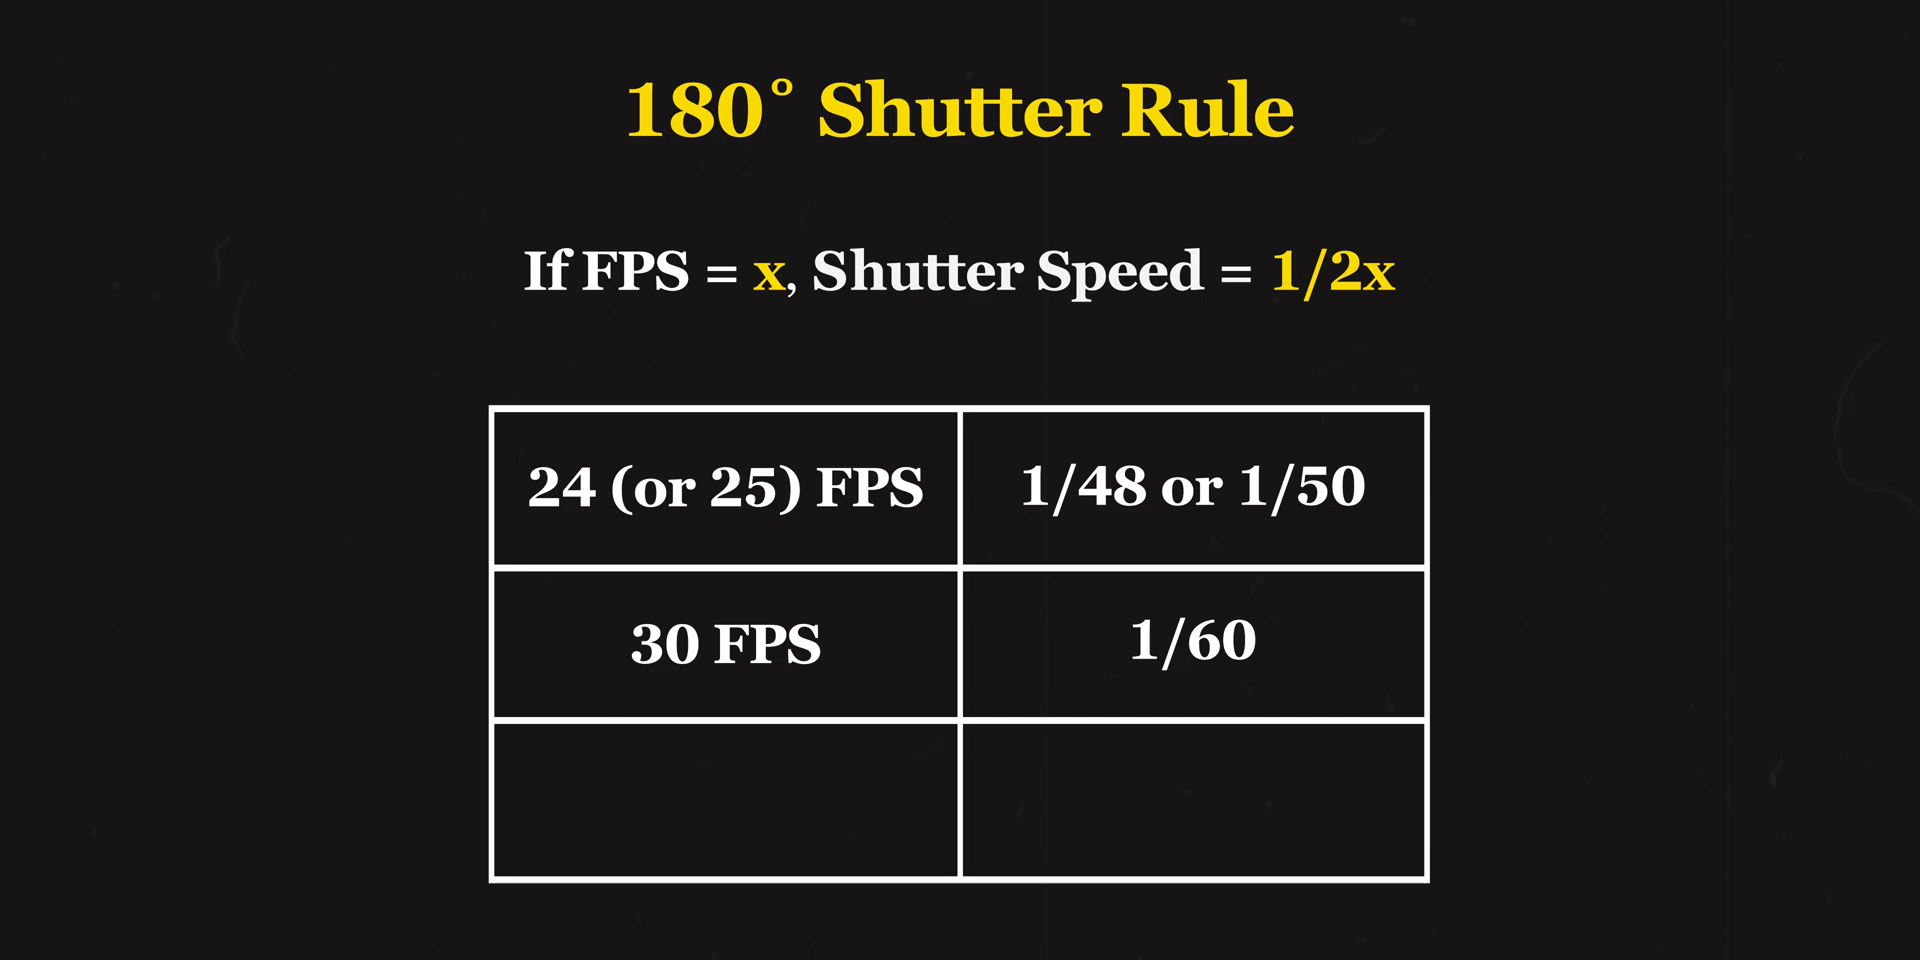 180° Shutter Rule
If FPS = x, Shutter Speed = 1/2x
24 (or 25) FPS
1/48 or 1/50
30 FPS
1/60